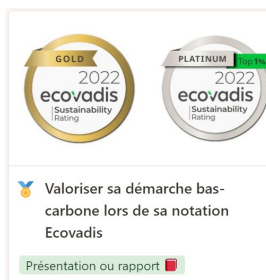 GOLD
2022
ecovadis
Sustainability
Rating
PLATINUM
Top 1%
2022
ecovadis
Sustainability
Rating
Valoriser sa démarche bas-
carbone lors de sa notation
Ecovadis
Présentation ou rapport